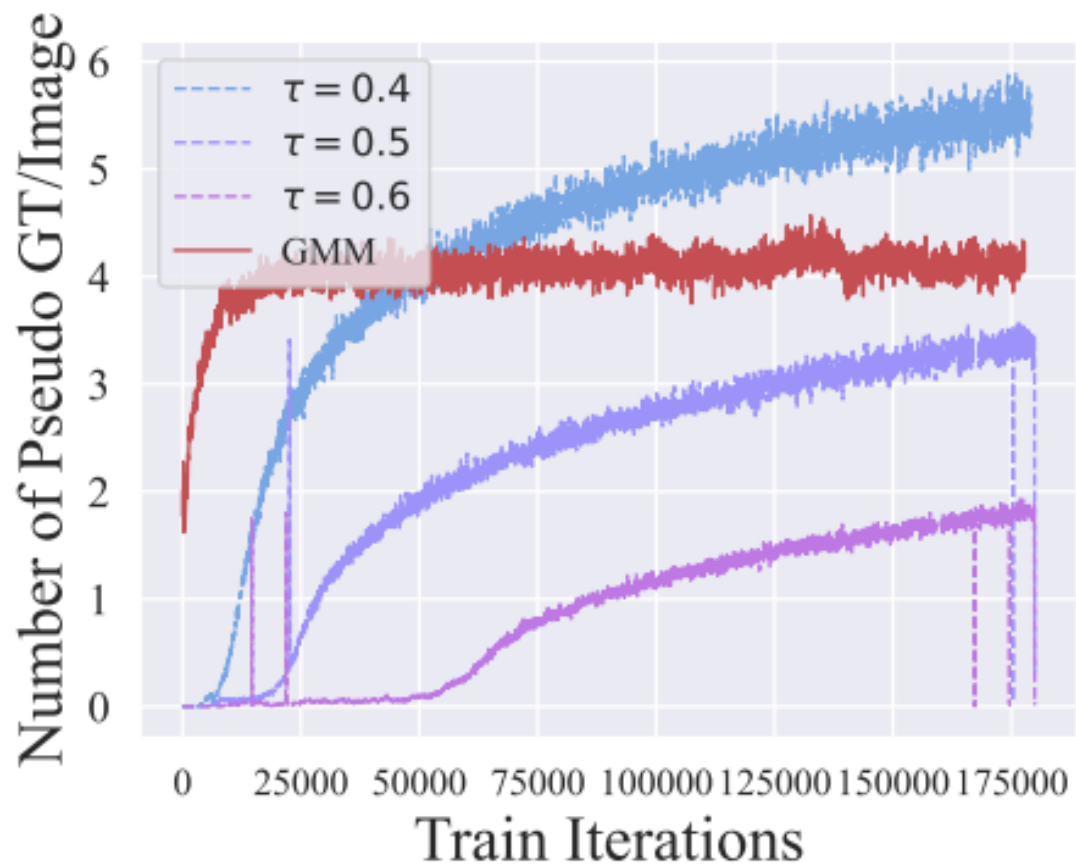 Number of Pseudo GT/Image
6
5
4
3
2
1
0
τ = 0.4
τ = 0.5
τ = 0.6
GMM
0 25000 50000 75000 100000 125000 150000 175000
Train Iterations